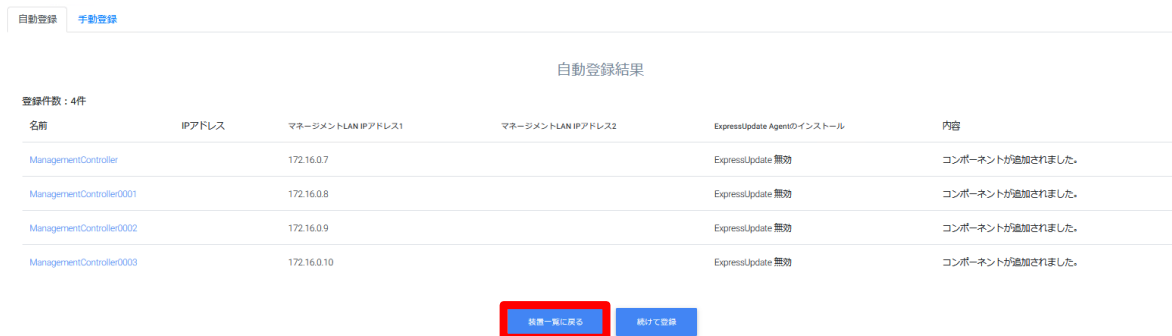 自動登録 手動登録
自動登録結果
登録件数：4件
名前 IPアドレス マネージメントLAN IPアドレス1 マネージメントLAN IPアドレス2 ExpressUpdate Agentのインストール 内容
ManagementController 172.16.0.7 ExpressUpdate 無効 コンポーネントが追加されました。
ManagementController0001 172.16.0.8 ExpressUpdate 無効 コンポーネントが追加されました。
ManagementController0002 172.16.0.9 ExpressUpdate 無効 コンポーネントが追加されました。
ManagementController0003 172.16.0.10 ExpressUpdate 無効 コンポーネントが追加されました。
装置一覧に戻る 続けて登録